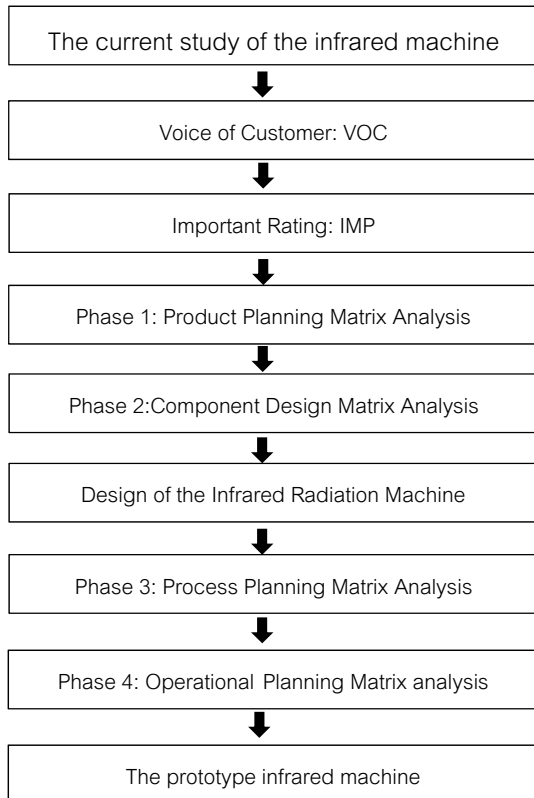 The current study of the infrared machine
Voice of Customer: VOC
Important Rating: IMP
Phase 1: Product Planning Matrix Analysis
Phase 2:Component Design Matrix Analysis
Design of the Infrared Radiation Machine
Phase 3: Process Planning Matrix Analysis
Phase 4: Operational Planning Matrix analysis
The prototype infrared machine